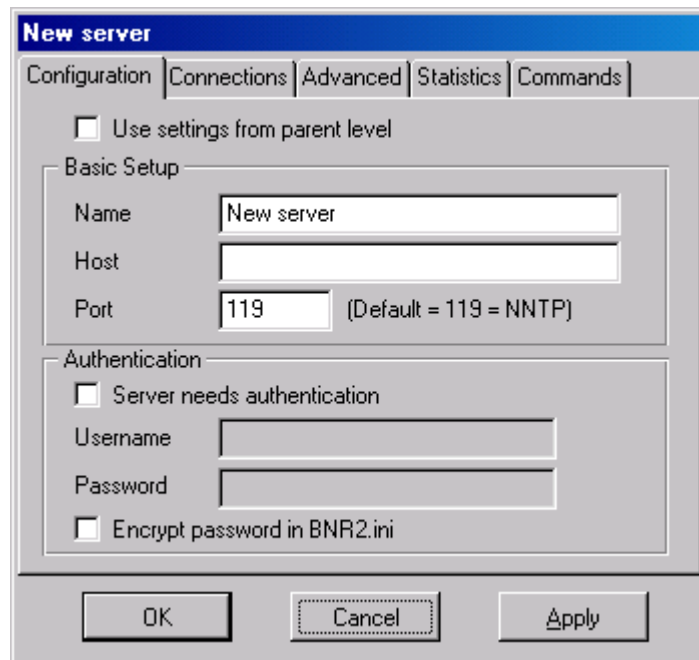 New server
Configuration Connections Advanced Statistics Commands
Use settings from parent level
Basic Setup
Name New server
Host
Port 119 (Default = 119 = NNTP)
Authentication
Server needs authentication
Username
Password
Encrypt password in BNR2.ini
OK Cancel Apply